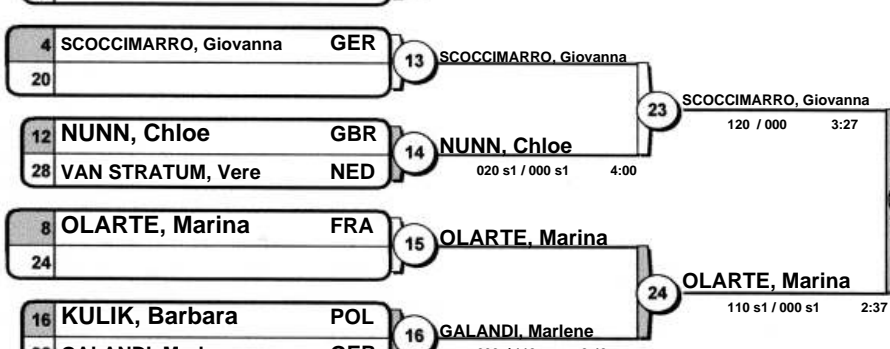 4 SCOCCIMARRO, Giovanna GER
20
13 SCOCCIMARRO, Giovanna
23 SCOCCIMARRO, Giovanna
120 / 000 3:27
12 NUNN, Chloe GBR
28 VAN STRATUM, Vere NED
14 NUNN, Chloe
020 s1 / 000 s1 4:00
8 OLARTE, Marina FRA
24
15 OLARTE, Marina
24 OLARTE, Marina
110 s1 / 000 s1 2:37
16 KULIK, Barbara POL
16 GALANDI, Marlene
GER